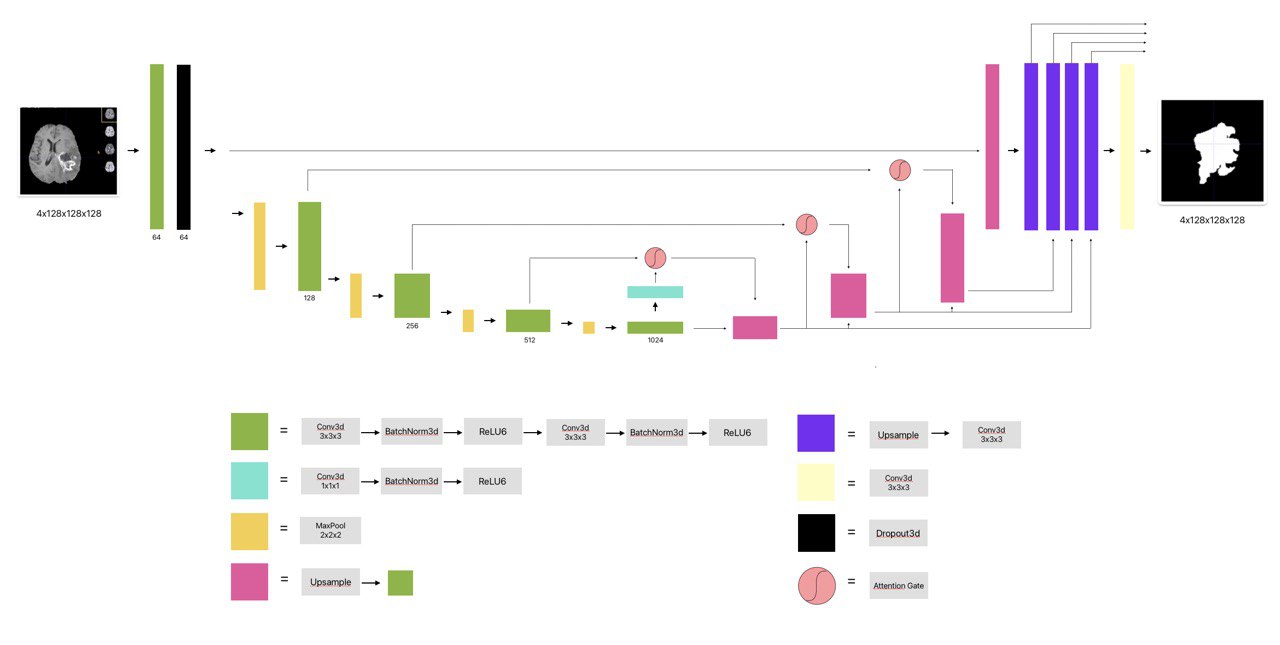 4x128x128x128
64
64
128
256
512
1024
4x128x128x128
=
Conv3d
3x3x3
BatchNorm3d
ReLU6
Conv3d
3x3x3
BatchNorm3d
ReLU6
=
Conv3d
1x1x1
BatchNorm3d
ReLU6
=
MaxPool
2x2x2
=
Upsample
=
Upsample
Conv3d
3x3x3
=
Conv3d
3x3x3
=
Dropout3d
=
Attention Gate